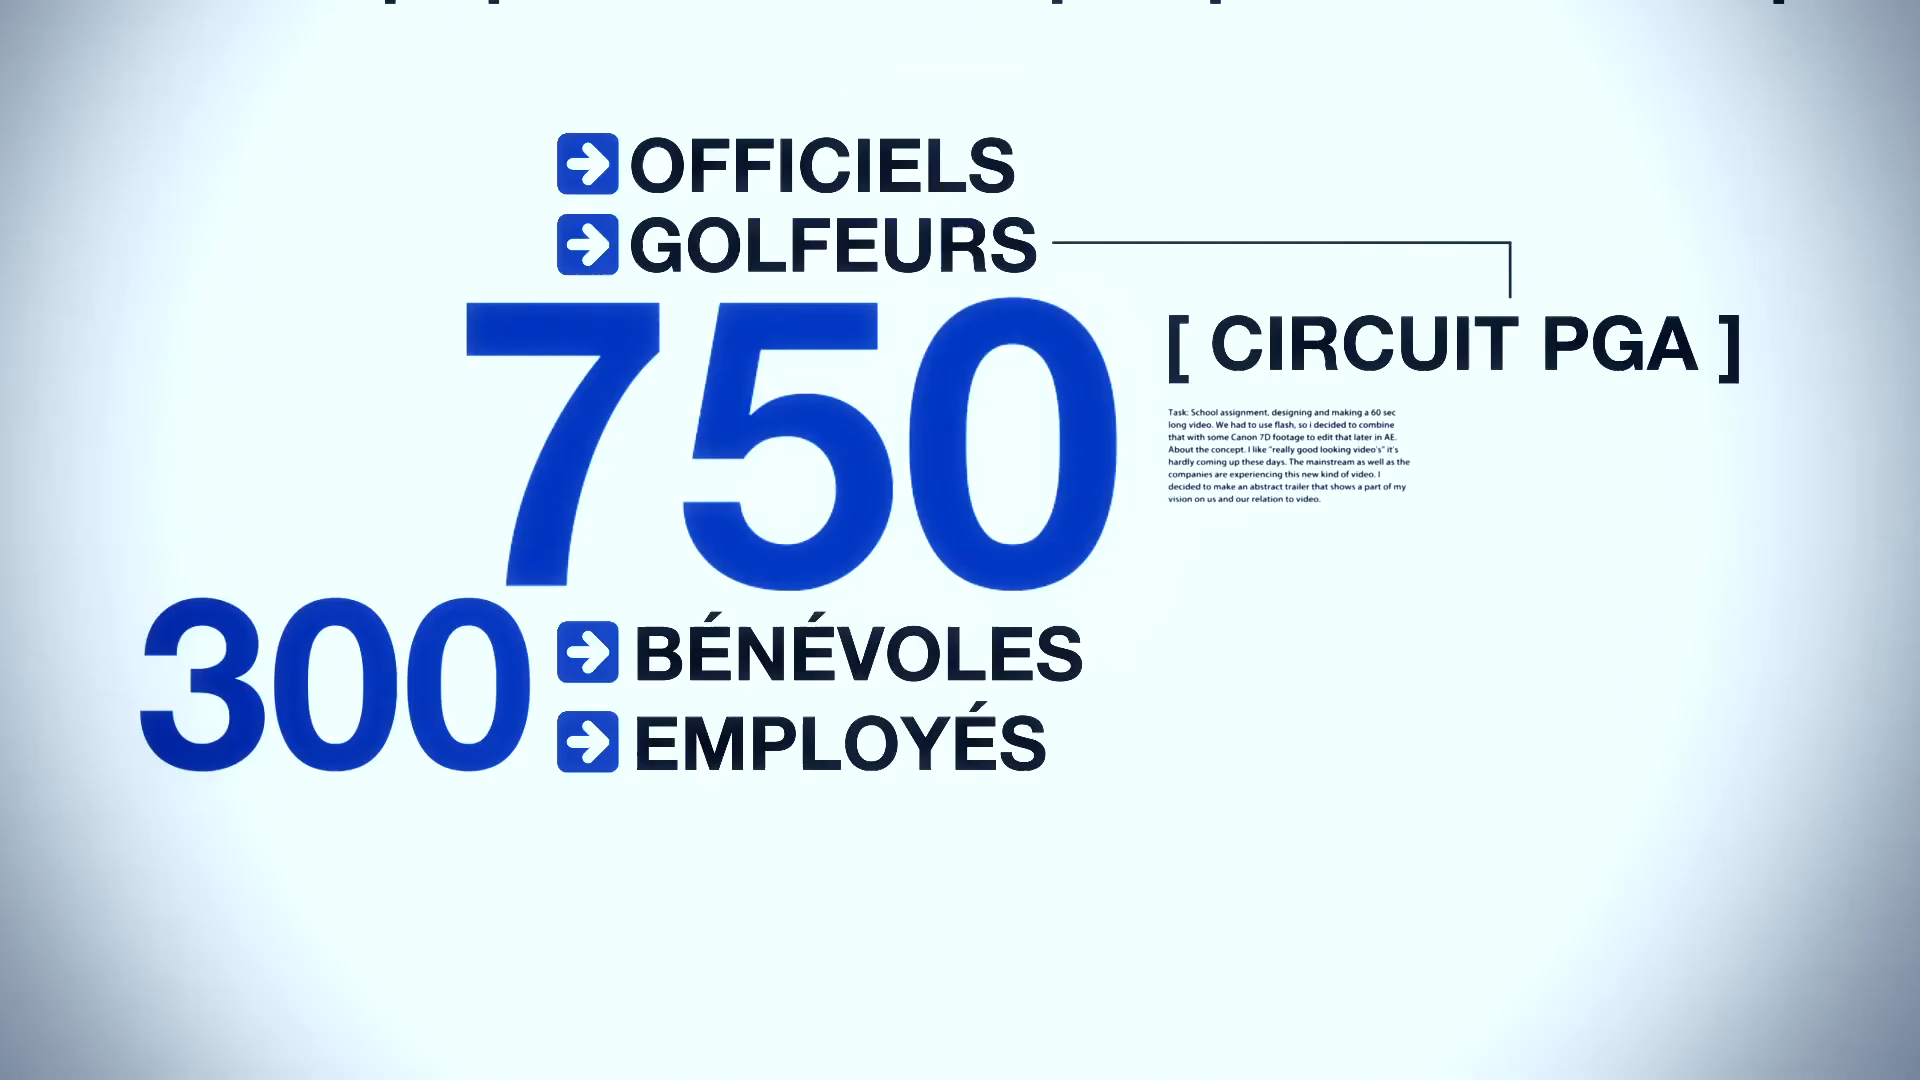 OFFICIELS
GOLFEURS
750
[ CIRCUIT PGA ]
Task: School assignment, designing and making a 60 sec
long video. We had to use flash, so i decided to combine
that with some Canon 7D footage to edit that later in AE.
About the concept. I like "really good looking video's" it's
hardly coming up these days. The mainstream as well as the
companies are experiencing this new kind of video. I
decided to make an abstract trailer that shows a part of my
vision on us and our relation to video.
300
BÉNÉVOLES
EMPLOYÉS